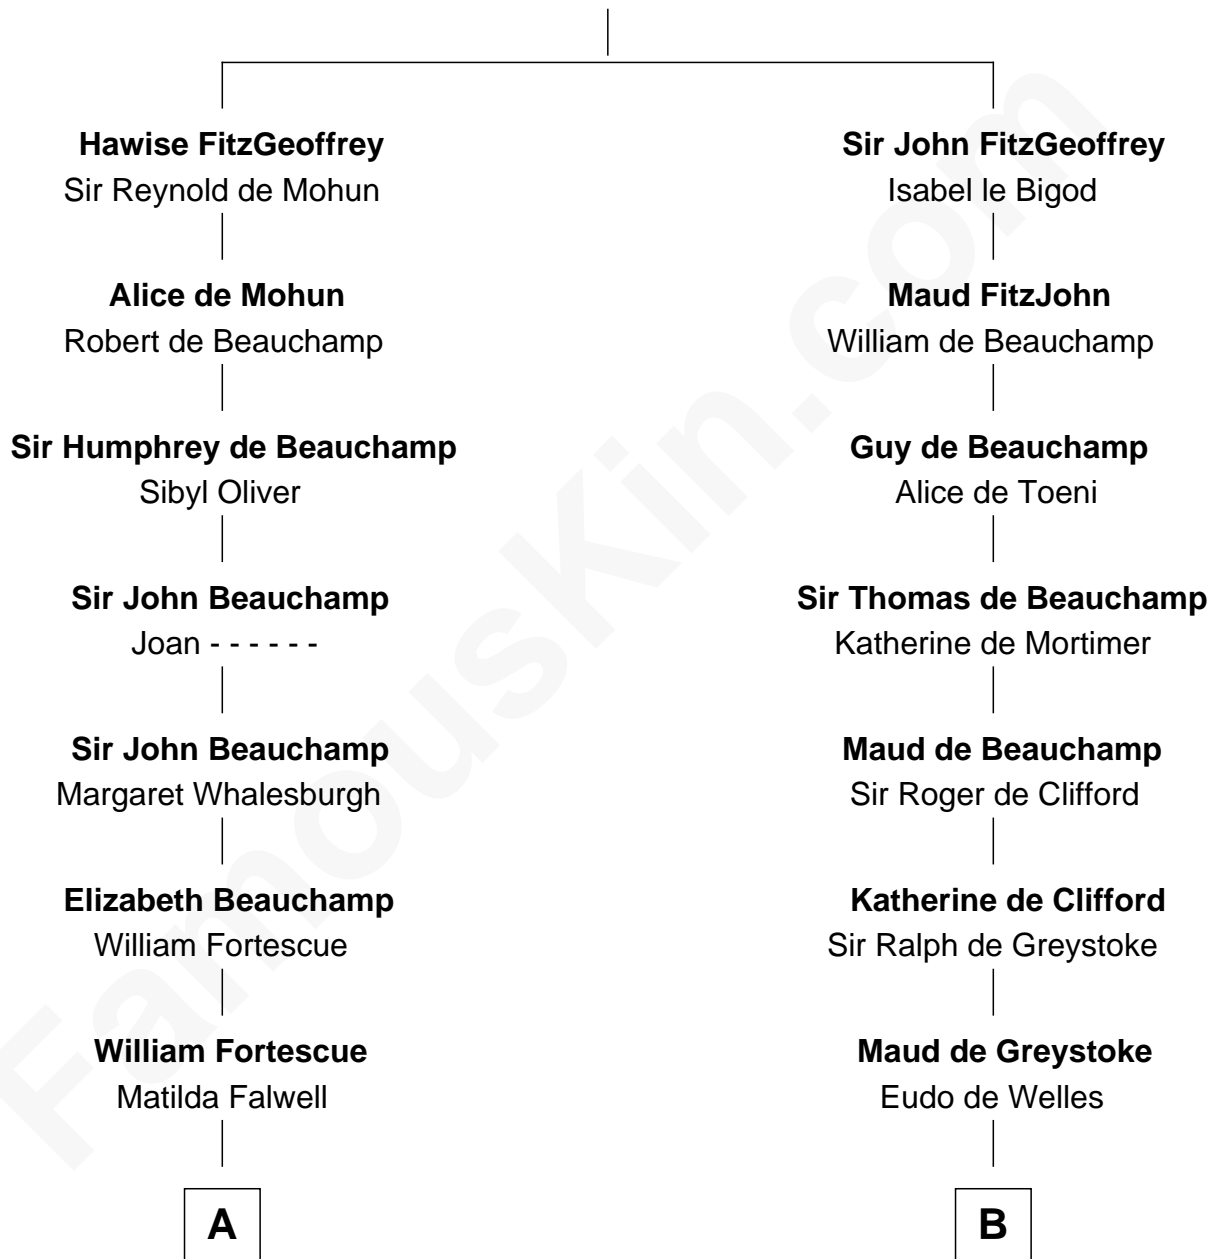 Hawise FitzGeoffrey
Sir Reynold de Mohun
Alice de Mohun
Robert de Beauchamp
Sir Humphrey de Beauchamp
Sibyl Oliver
Sir John Beauchamp
Joan - - - - - -
Sir John Beauchamp
Margaret Whalesburgh
Elizabeth Beauchamp
William Fortescue
William Fortescue
Matilda Falwell
A
Sir John FitzGeoffrey
Isabel le Bigod
Maud FitzJohn
William de Beauchamp
Guy de Beauchamp
Alice de Toeni
Sir Thomas de Beauchamp
Katherine de Mortimer
Maud de Beauchamp
Sir Roger de Clifford
Katherine de Clifford
Sir Ralph de Greystoke
Maud de Greystoke
Eudo de Welles
B
FamousKin.com